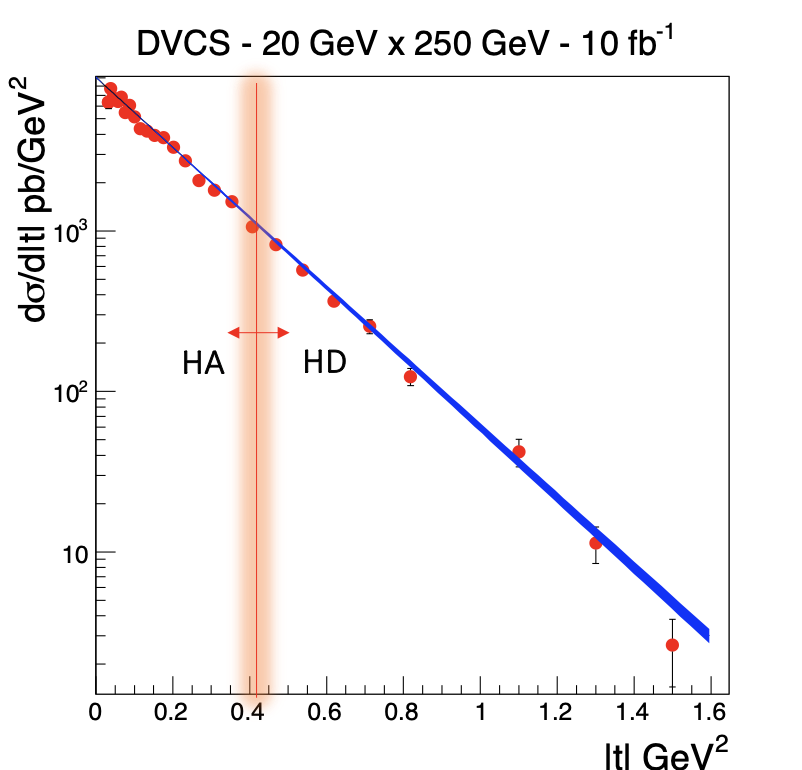 DVCS - 20 GeV x 250 GeV - 10 fb⁻¹
dσ/d|t| pb/GeV²
10³
HA HD
10²
10
0 0.2 0.4 0.6 0.8 1 1.2 1.4 1.6
|t| GeV²